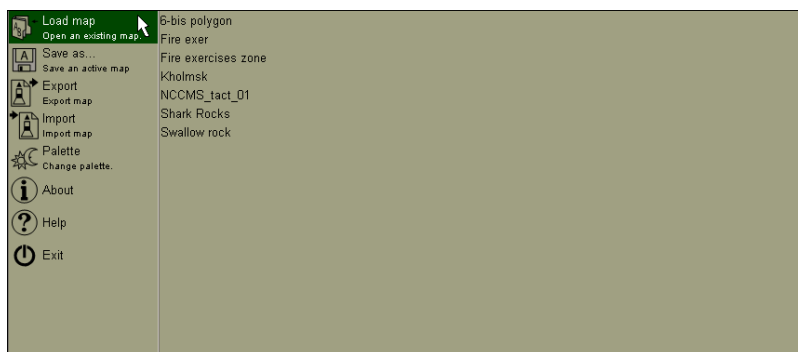 Load map
Open an existing map.
Save as...
Save an active map
Export
Export map
Import
Import map
Palette
Change palette.
About
Help
Exit
6-bis polygon
Fire exer
Fire exercises zone
Kholmsk
NCCMS_tact_01
Shark Rocks
Swallow rock